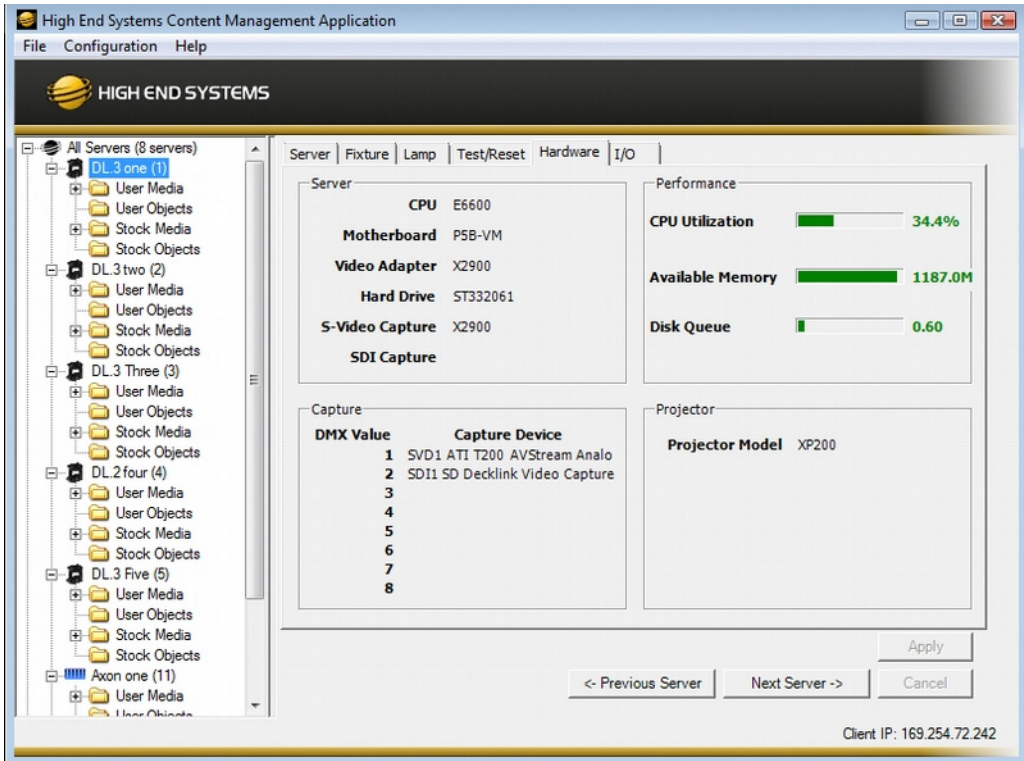 High End Systems Content Management Application
File Configuration Help
HIGH END SYSTEMS
All Servers (8 servers)
DL.3 one (1)
User Media
User Objects
Stock Media
Stock Objects
DL.3 two (2)
User Media
User Objects
Stock Media
Stock Objects
DL.3 Three (3)
User Media
User Objects
Stock Media
Stock Objects
DL.2 four (4)
User Media
User Objects
Stock Media
Stock Objects
DL.3 Five (5)
User Media
User Objects
Stock Media
Stock Objects
Axon one (11)
User Media
User Objects
Server Fixture Lamp Test/Reset Hardware I/O
Server
CPU E6600
Motherboard P5B-VM
Video Adapter X2900
Hard Drive ST332061
S-Video Capture X2900
SDI Capture
Performance
CPU Utilization 34.4%
Available Memory 1187.0M
Disk Queue 0.60
Capture
DMX Value Capture Device
1 SVD1 ATI T200 AVStream Analo
2 SDI1 SD Decklink Video Capture
3
4
5
6
7
8
Projector
Projector Model XP200
Apply
<- Previous Server Next Server -> Cancel
Client IP: 169.254.72.242